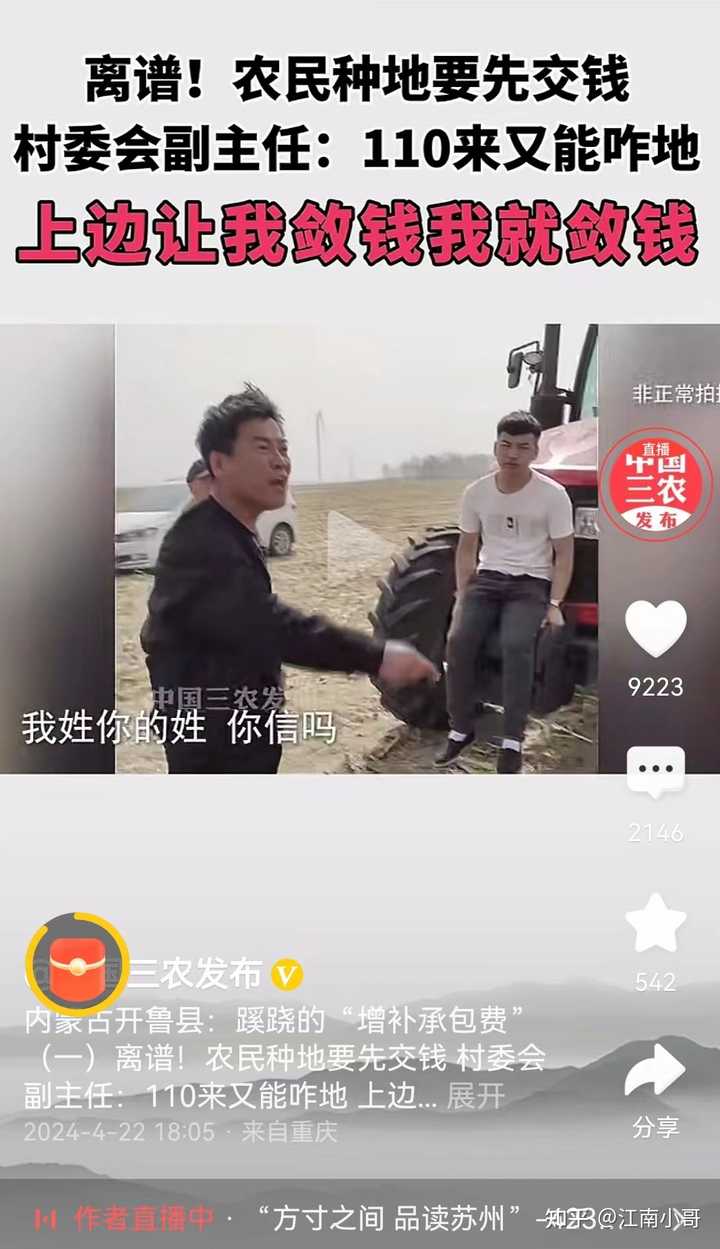 离谱！农民种地要先交钱
村委会副主任：110来又能咋地
上边让我敛钱我就敛钱
非正常拍
直播
中国
三农
发布
9223
中国三农发
我姓你的姓 你信吗
2146
542
国三农发布
内蒙古开鲁县：蹊跷的“增补承包费”
（一）离谱！农民种地要先交钱 村委会
副主任：110来又能咋地 上边... 展开
2024-4-22 18:05 · 来自重庆
分享
作者直播中 · “方寸之间 品读苏州”
知乎 @江南小哥